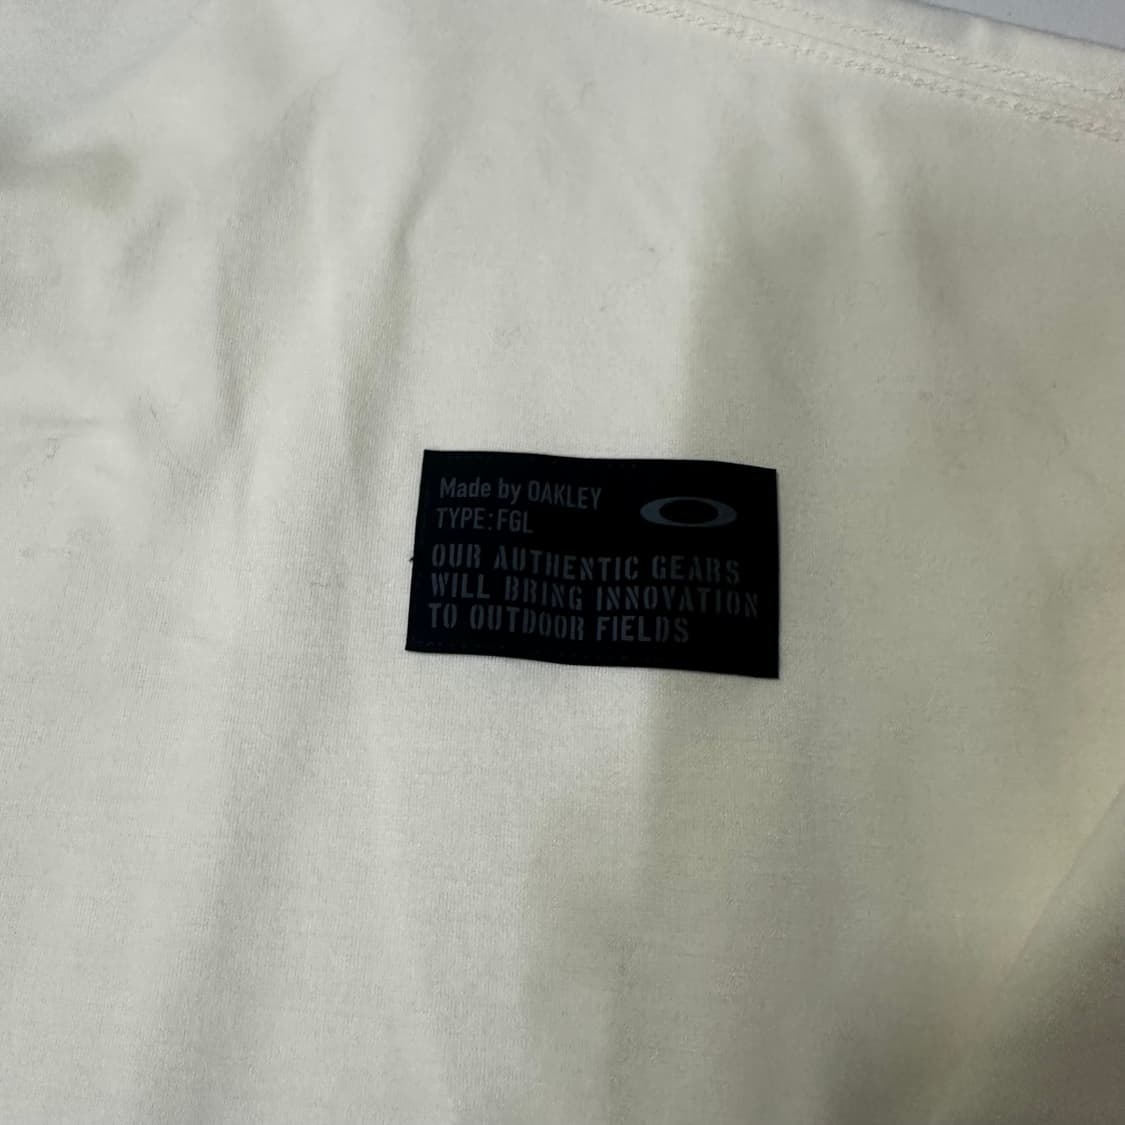 Made by OAKLEY
TYPE:FGL
OUR AUTHENTIC GEARS
WILL BRING INNOVATION
TO OUTDOOR FIELDS